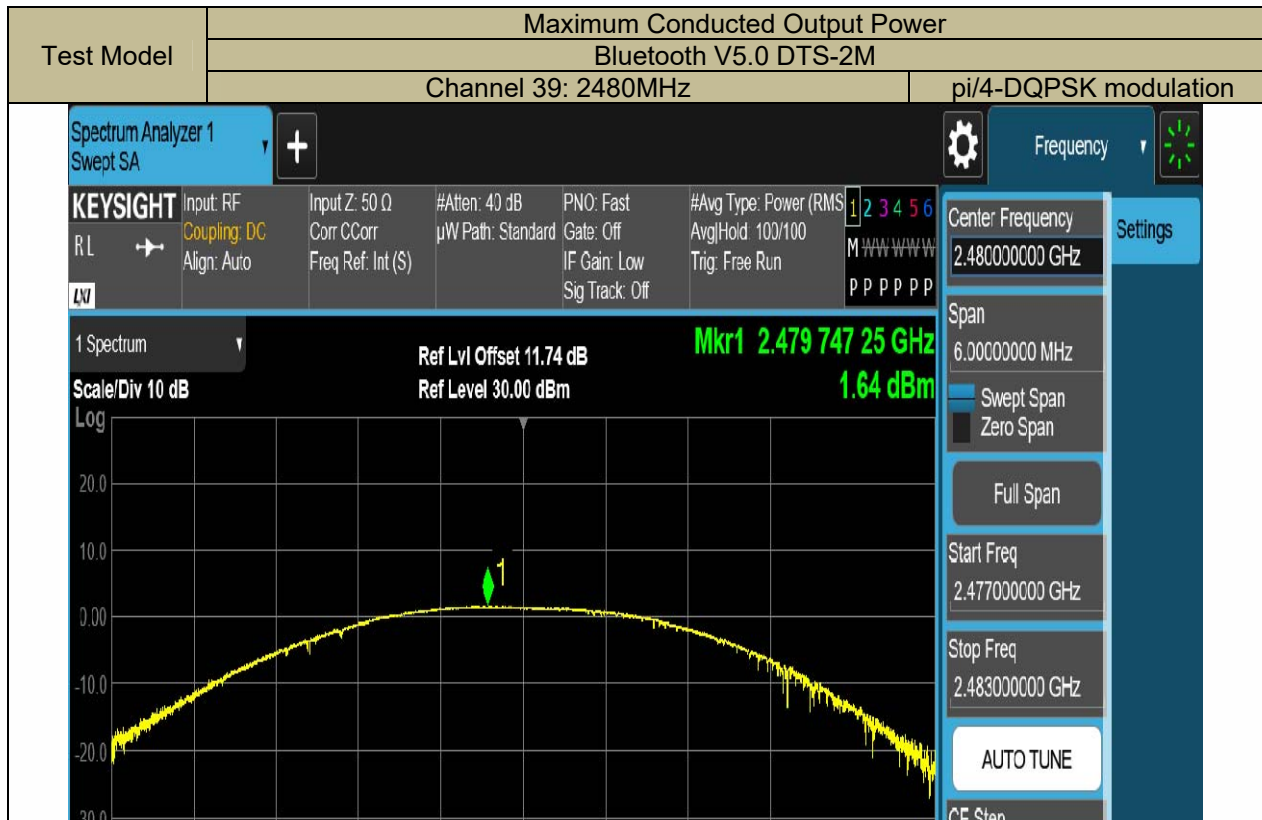 Test Model
Maximum Conducted Output Power
Bluetooth V5.0 DTS-2M
Channel 39: 2480MHz
pi/4-DQPSK modulation
Spectrum Analyzer 1
Swept SA
+
Frequency
KEYSIGHT
RL
LXI
Input: RF
Coupling: DC
Align: Auto
Input Z: 50 Ω
Corr CCorr
Freq Ref: Int (S)
#Atten: 40 dB
µW Path: Standard
PNO: Fast
Gate: Off
IF Gain: Low
Sig Track: Off
#Avg Type: Power (RMS
Avg|Hold: 100/100
Trig: Free Run
1 2 3 4 5 6
M W W W W W
P P P P P P
Center Frequency
2.480000000 GHz
Settings
Span
6.00000000 MHz
Swept Span
Zero Span
Full Span
Start Freq
2.477000000 GHz
Stop Freq
2.483000000 GHz
AUTO TUNE
CF Step
1 Spectrum
Scale/Div 10 dB
Log
Ref Lvl Offset 11.74 dB
Ref Level 30.00 dBm
Mkr1 2.479 747 25 GHz
1.64 dBm
20.0
10.0
1
0.00
-10.0
-20.0
-30.0